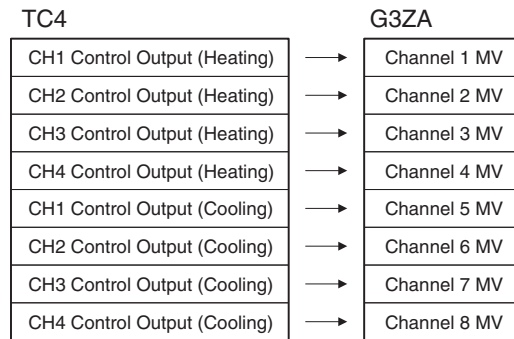 TC4 G3ZA
CH1 Control Output (Heating) Channel 1 MV
CH2 Control Output (Heating) Channel 2 MV
CH3 Control Output (Heating) Channel 3 MV
CH4 Control Output (Heating) Channel 4 MV
CH1 Control Output (Cooling) Channel 5 MV
CH2 Control Output (Cooling) Channel 6 MV
CH3 Control Output (Cooling) Channel 7 MV
CH4 Control Output (Cooling) Channel 8 MV